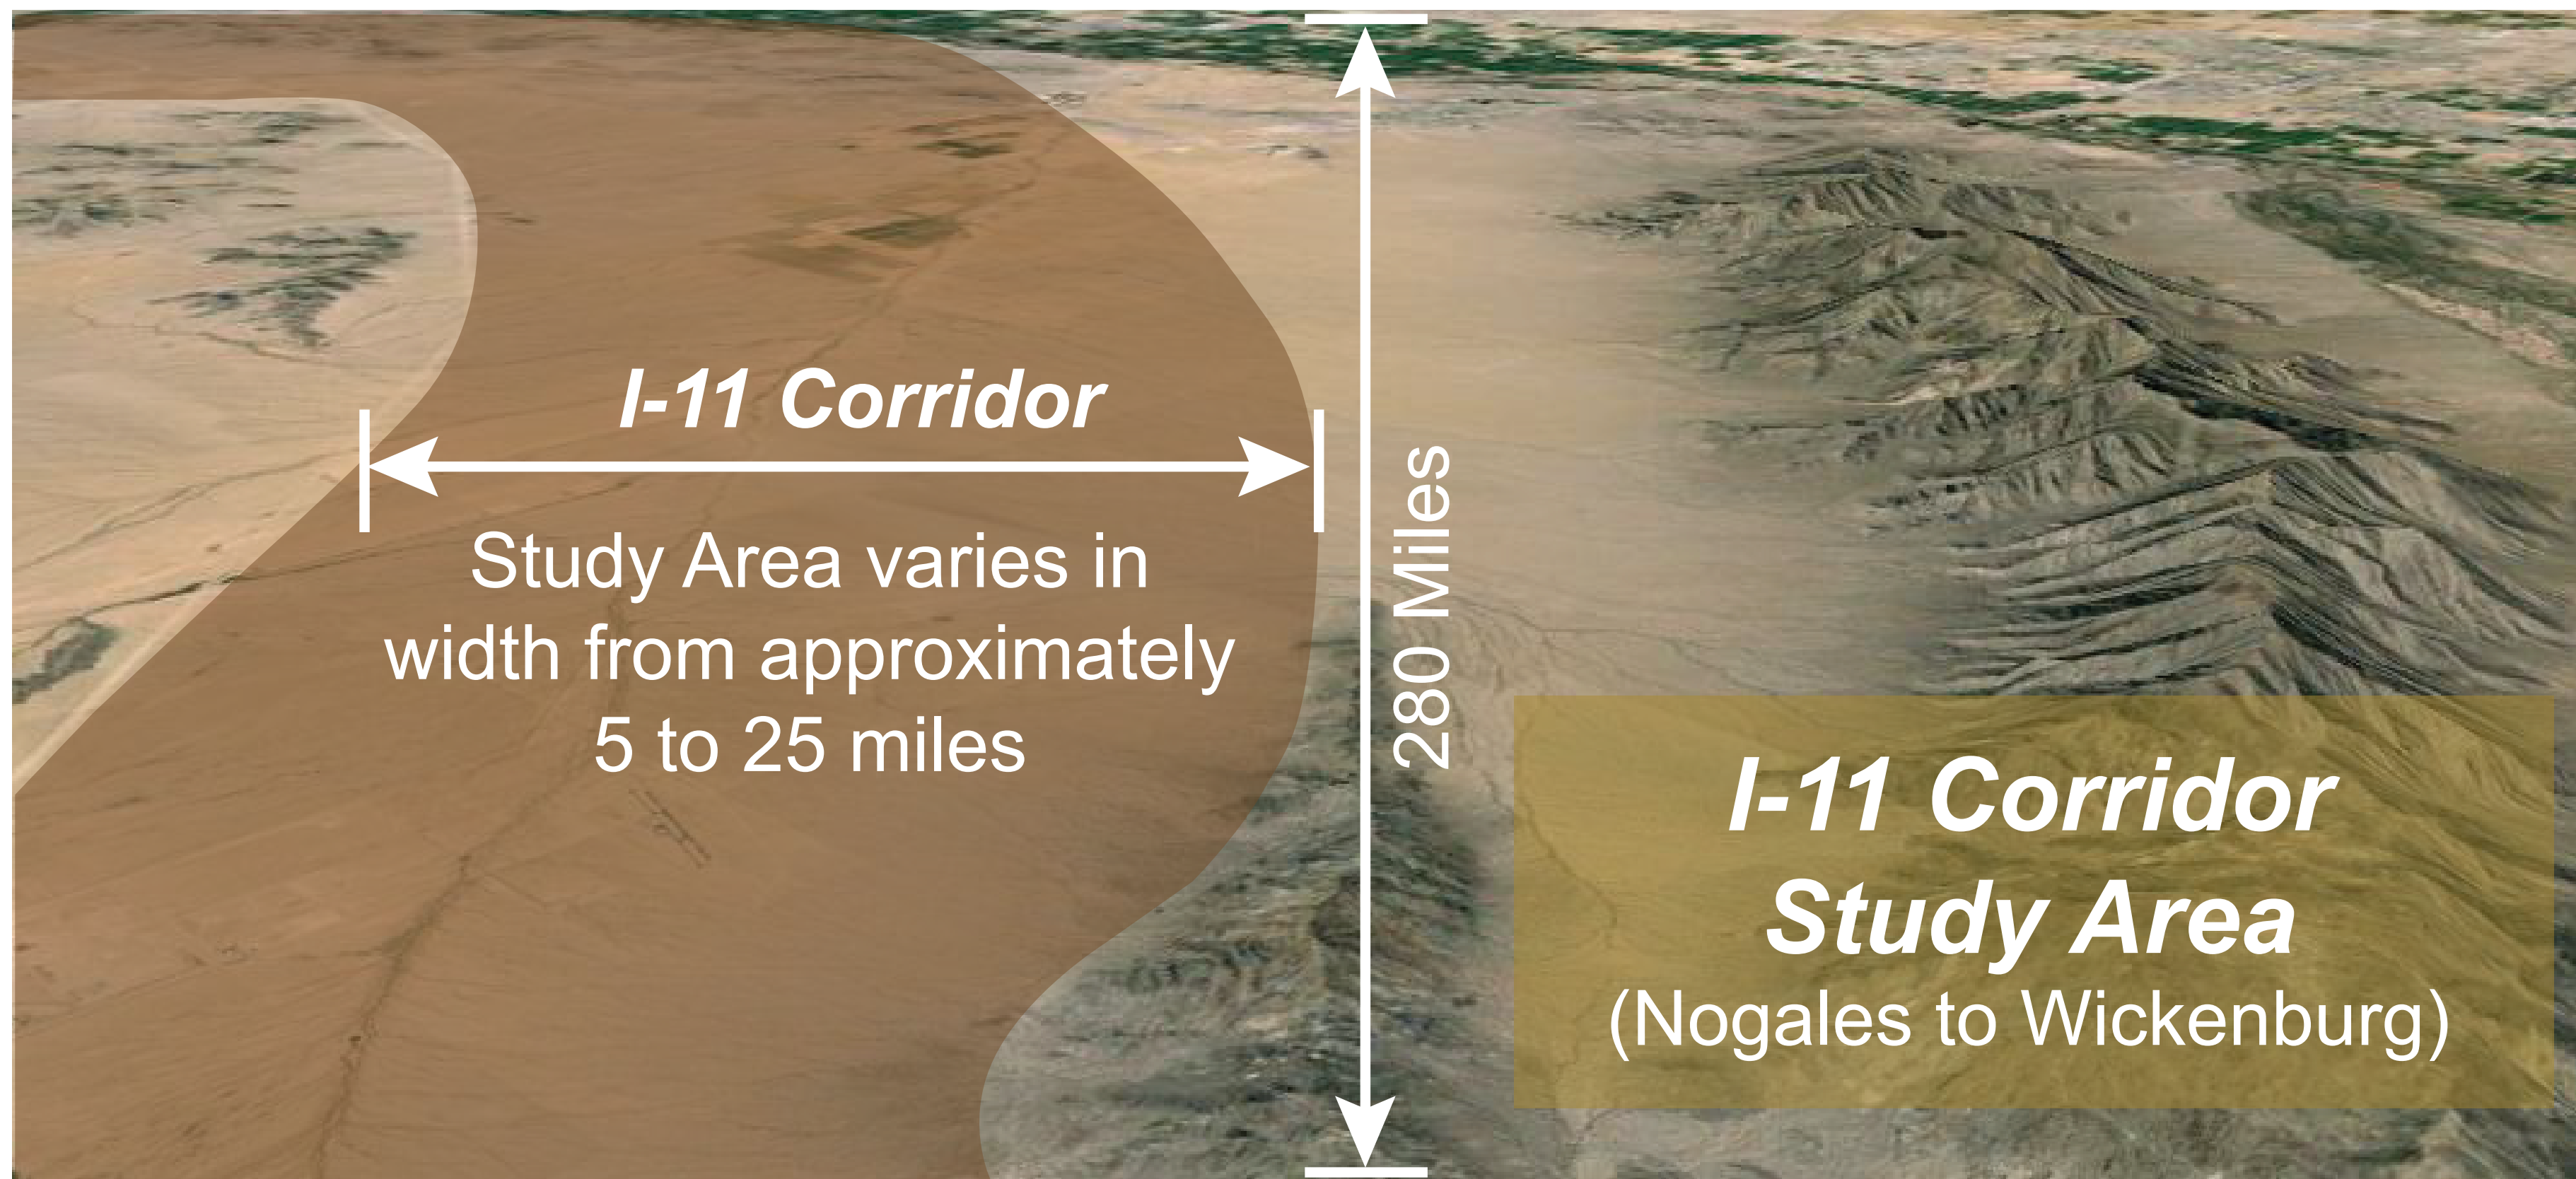 I-11 Corridor
Study Area varies in
width from approximately
5 to 25 miles
280 Miles
I-11 Corridor
Study Area
(Nogales to Wickenburg)